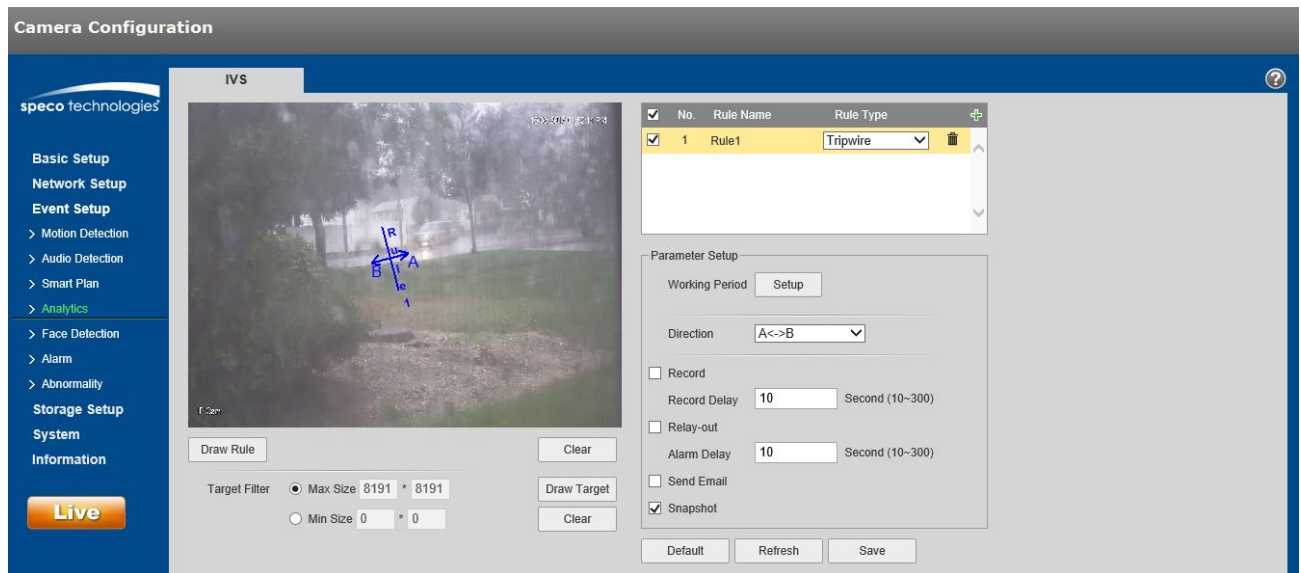 Camera Configuration
speco technologies
IVS
?
Basic Setup
Network Setup
Event Setup
> Motion Detection
> Audio Detection
> Smart Plan
> Analytics
> Face Detection
> Alarm
> Abnormality
Storage Setup
System
Information
Live
Rule1
B A
Draw Rule
Clear
Target Filter Max Size 8191 * 8191
Draw Target
Min Size 0 * 0
Clear
No. Rule Name Rule Type
1 Rule1 Tripwire
Parameter Setup
Working Period Setup
Direction A<->B
Record
Record Delay 10 Second (10~300)
Relay-out
Alarm Delay 10 Second (10~300)
Send Email
Snapshot
Default Refresh Save